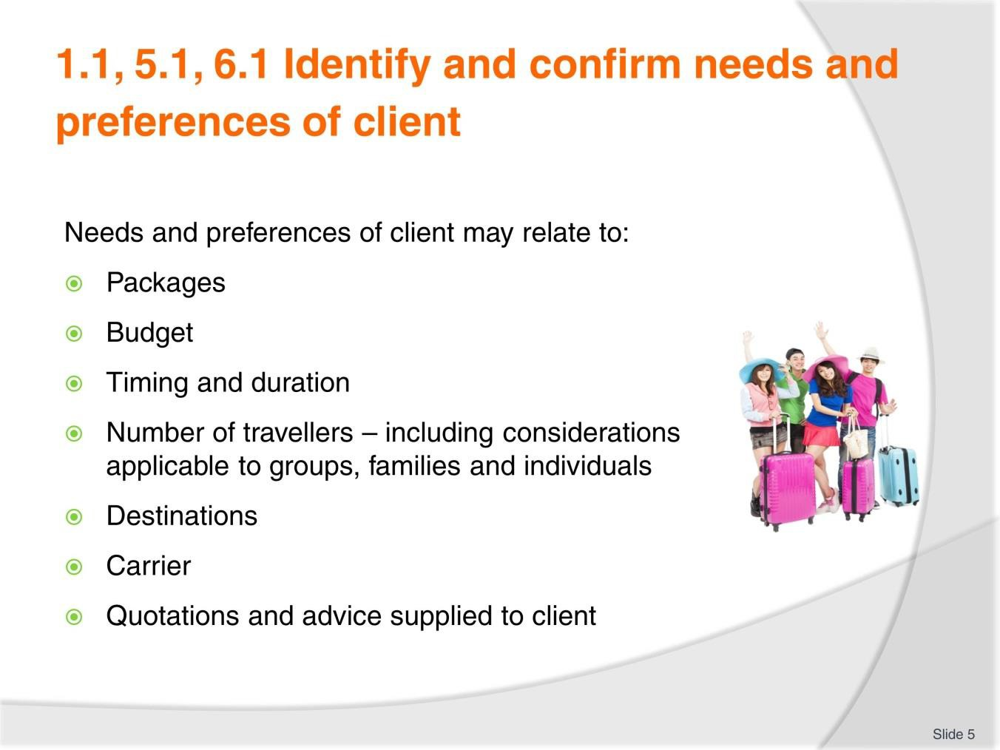 1.1, 5.1, 6.1 Identify and confirm needs and
preferences of client
Needs and preferences of client may relate to:
Packages
Budget
Timing and duration
Number of travellers – including considerations
applicable to groups, families and individuals
Destinations
Carrier
Quotations and advice supplied to client
Slide 5